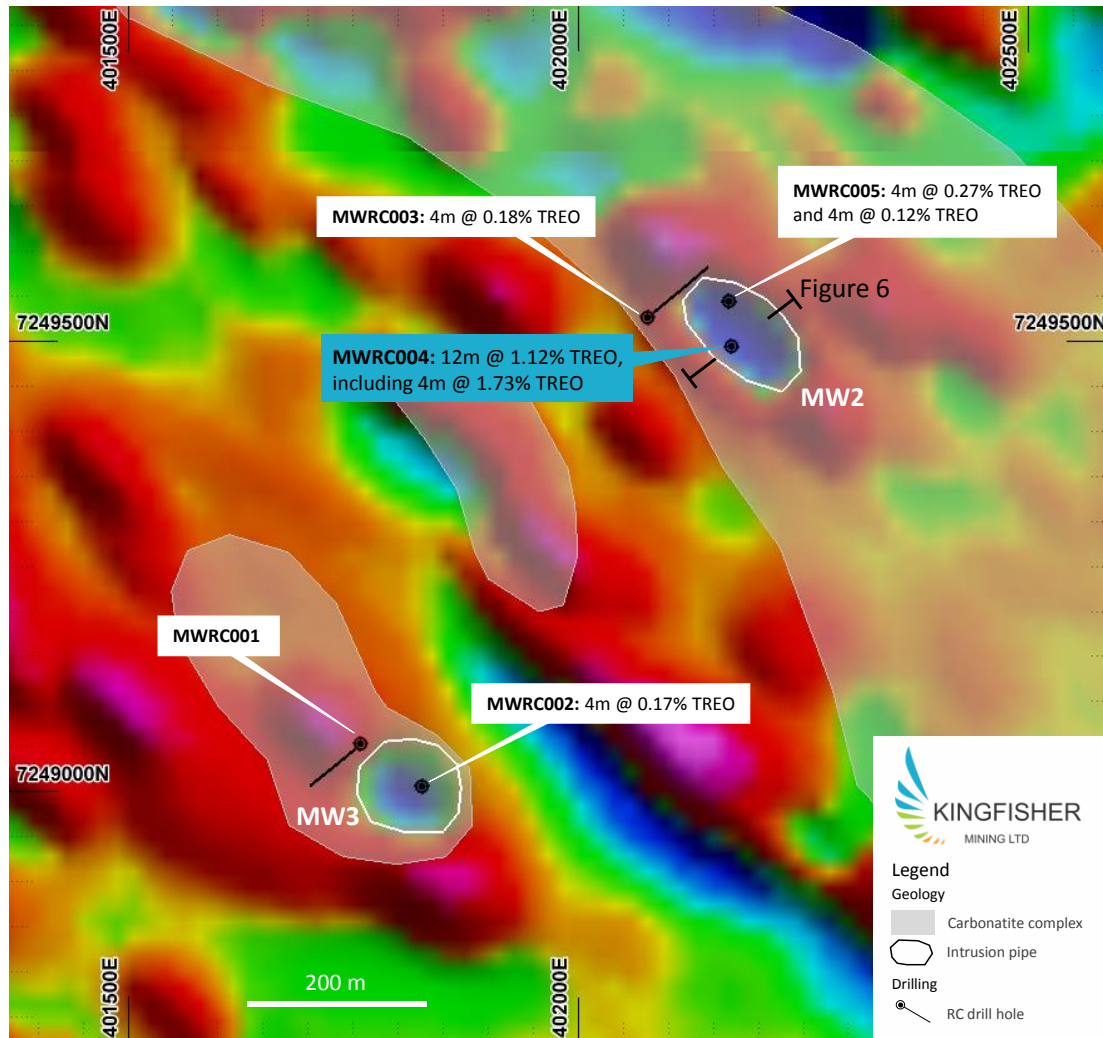 401500E
402000E
402500E
MWRC005: 4m @ 0.27% TREO
and 4m @ 0.12% TREO
MWRC003: 4m @ 0.18% TREO
Figure 6
7249500N
7249500N
MWRC004: 12m @ 1.12% TREO,
including 4m @ 1.73% TREO
MW2
MWRC001
MWRC002: 4m @ 0.17% TREO
7249000N
MW3
KINGFISHER
MINING LTD
Legend
Geology
Carbonatite complex
Intrusion pipe
Drilling
RC drill hole
200 m
401500E
402000E